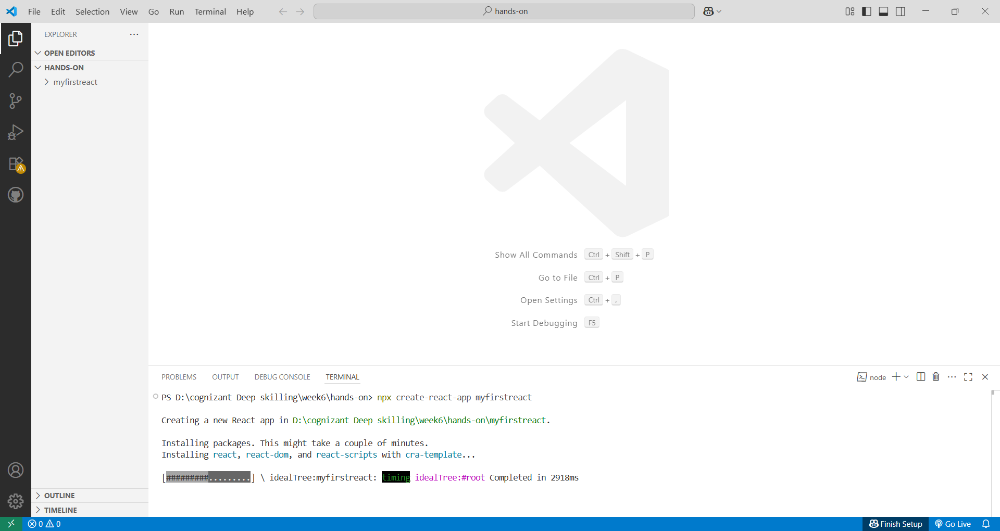 File Edit Selection View Go Run Terminal Help hands-on
EXPLORER
OPEN EDITORS
HANDS-ON
myfirstreact
Show All Commands Ctrl + Shift + P
Go to File Ctrl + P
Open Settings Ctrl + ,
Start Debugging F5
PROBLEMS OUTPUT DEBUG CONSOLE TERMINAL node
PS D:\cognizant Deep skilling\week6\hands-on> npx create-react-app myfirstreact
Creating a new React app in D:\cognizant Deep skilling\week6\hands-on\myfirstreact.
Installing packages. This might take a couple of minutes.
Installing react, react-dom, and react-scripts with cra-template...
[#########.........] \ idealTree:myfirstreact: timing idealTree:#root Completed in 2918ms
OUTLINE
TIMELINE
0 0 Finish Setup Go Live